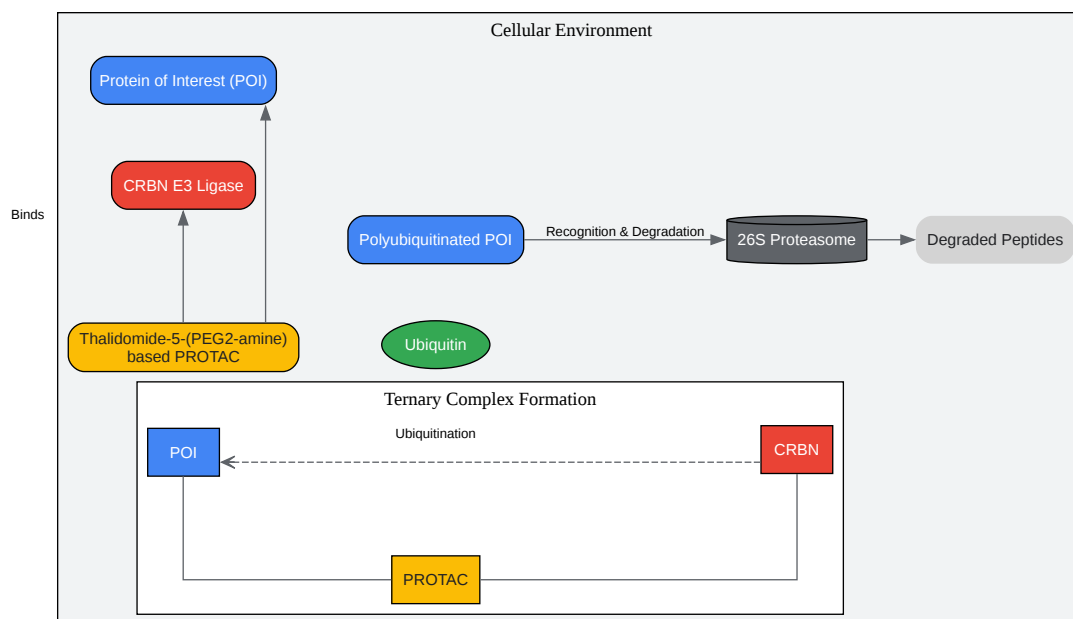 Cellular Environment
Protein of Interest (POI)
CRBN E3 Ligase
Binds
Polyubiquitinated POI
Recognition & Degradation
26S Proteasome
Degraded Peptides
Thalidomide-5-(PEG2-amine)
based PROTAC
Ubiquitin
Ternary Complex Formation
POI
Ubiquitination
CRBN
PROTAC